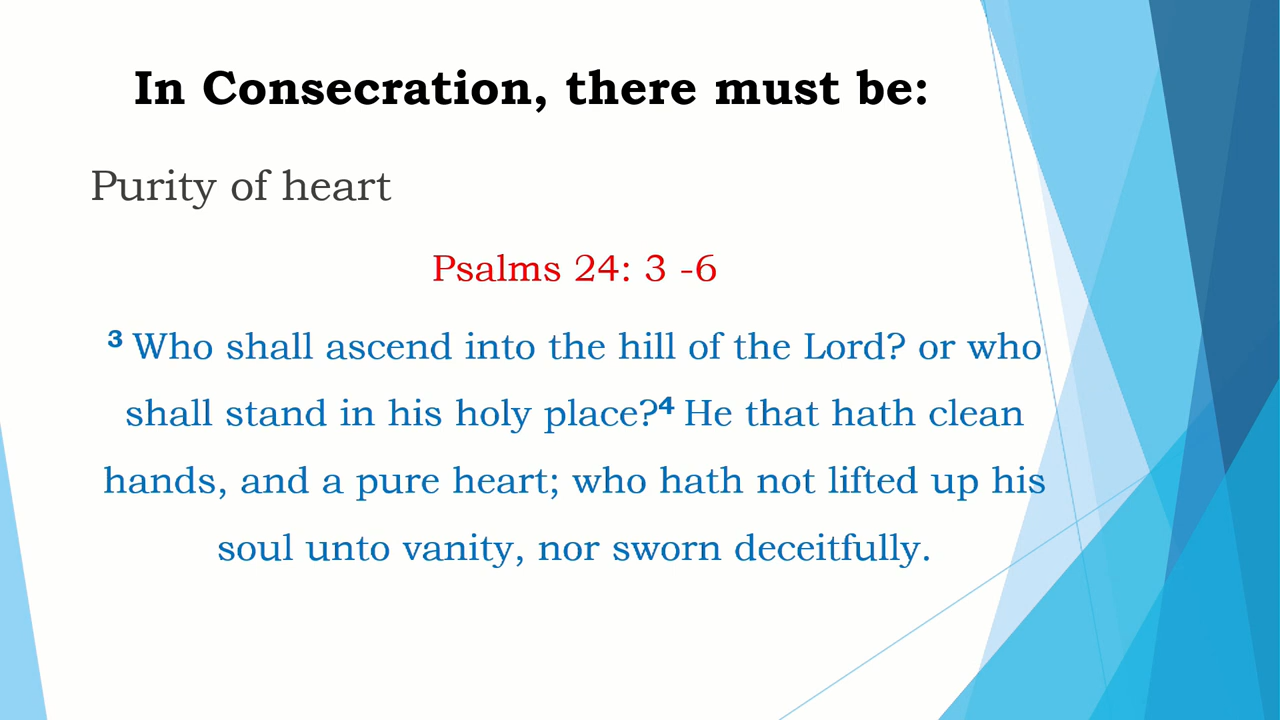 In Consecration, there must be:
Purity of heart
Psalms 24: 3 -6
³ Who shall ascend into the hill of the Lord? or who
shall stand in his holy place?⁴ He that hath clean
hands, and a pure heart; who hath not lifted up his
soul unto vanity, nor sworn deceitfully.